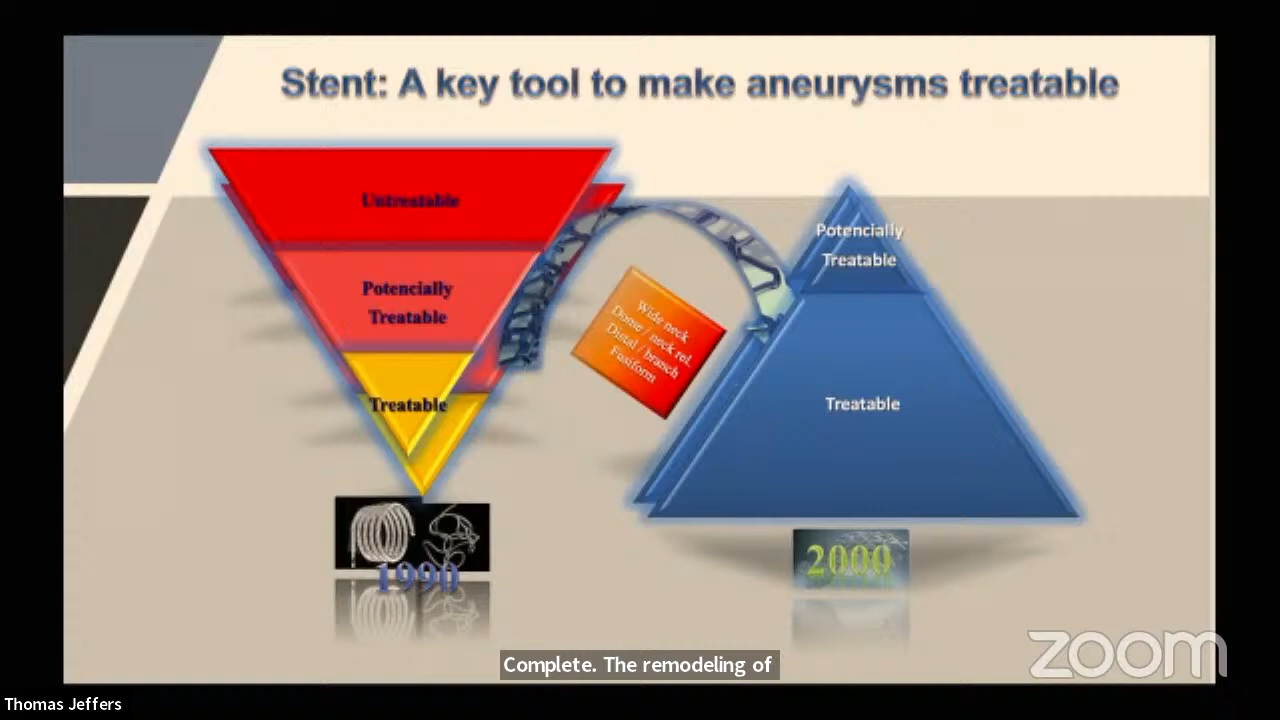 Stent: A key tool to make aneurysms treatable
Untreatable
Potencially
Treatable
Treatable
Wide neck
Dome / neck rel.
Distal / branch
Fusiform
Potencially
Treatable
Treatable
1990
2000
zoom
Complete. The remodeling of
Thomas Jeffers